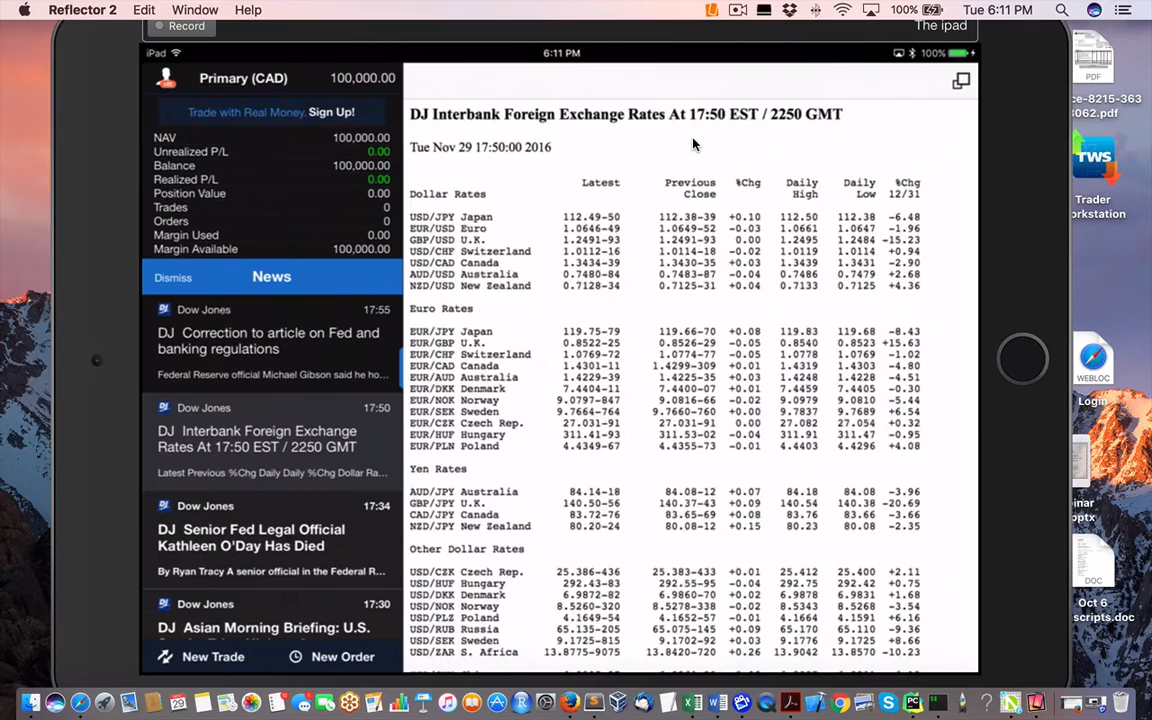 Reflector 2 Edit Window Help 100% Tue 6:11 PM
Record The ipad
iPad 6:11 PM 100%
Primary (CAD) 100,000.00
Trade with Real Money. Sign Up!
NAV 100,000.00
Unrealized P/L 0.00
Balance 100,000.00
Realized P/L 0.00
Position Value 0.00
Trades 0
Orders 0
Margin Used 0.00
Margin Available 100,000.00
Dismiss News
Dow Jones 17:55
DJ Correction to article on Fed and
banking regulations
Federal Reserve official Michael Gibson said he ho...
Dow Jones 17:50
DJ Interbank Foreign Exchange
Rates At 17:50 EST / 2250 GMT
Latest Previous %Chg Daily Daily %Chg Dollar Ra...
Dow Jones 17:34
DJ Senior Fed Legal Official
Kathleen O'Day Has Died
By Ryan Tracy A senior official in the Federal R...
Dow Jones 17:30
DJ Asian Morning Briefing: U.S.
New Trade New Order
DJ Interbank Foreign Exchange Rates At 17:50 EST / 2250 GMT
Tue Nov 29 17:50:00 2016
Latest Previous %Chg Daily Daily %Chg
Dollar Rates Close High Low 12/31
USD/JPY Japan 112.49-50 112.38-39 +0.10 112.50 112.38 -6.48
EUR/USD Euro 1.0646-49 1.0649-52 -0.03 1.0661 1.0647 -1.96
GBP/USD U.K. 1.2491-93 1.2491-93 0.00 1.2495 1.2484 -15.23
USD/CHF Switzerland 1.0112-16 1.0114-18 -0.02 1.0119 1.0114 +0.94
USD/CAD Canada 1.3434-39 1.3430-35 +0.03 1.3439 1.3431 -2.90
AUD/USD Australia 0.7480-84 0.7483-87 -0.04 0.7486 0.7479 +2.68
NZD/USD New Zealand 0.7128-34 0.7125-31 +0.04 0.7133 0.7125 +4.36
Euro Rates
EUR/JPY Japan 119.75-79 119.66-70 +0.08 119.83 119.68 -8.43
EUR/GBP U.K. 0.8522-25 0.8526-29 -0.05 0.8540 0.8523 +15.63
EUR/CHF Switzerland 1.0769-72 1.0774-77 -0.05 1.0778 1.0769 -1.02
EUR/CAD Canada 1.4301-11 1.4299-309 +0.01 1.4319 1.4303 -4.80
EUR/AUD Australia 1.4229-39 1.4225-35 +0.03 1.4248 1.4228 -4.51
EUR/DKK Denmark 7.4404-11 7.4400-07 +0.01 7.4459 7.4405 -0.30
EUR/NOK Norway 9.0797-847 9.0816-66 -0.02 9.0979 9.0810 -5.44
EUR/SEK Sweden 9.7664-764 9.7660-760 +0.00 9.7837 9.7689 +6.54
EUR/CZK Czech Rep. 27.031-91 27.031-91 0.00 27.082 27.054 +0.32
EUR/HUF Hungary 311.41-93 311.53-02 -0.04 311.91 311.47 -0.95
EUR/PLN Poland 4.4349-67 4.4355-73 -0.01 4.4403 4.4296 +4.08
Yen Rates
AUD/JPY Australia 84.14-18 84.08-12 +0.07 84.18 84.08 -3.96
GBP/JPY U.K. 140.50-56 140.37-43 +0.09 140.54 140.38 -20.69
CAD/JPY Canada 83.72-76 83.65-69 +0.08 83.76 83.66 -3.66
NZD/JPY New Zealand 80.20-24 80.08-12 +0.15 80.23 80.08 -2.35
Other Dollar Rates
USD/CZK Czech Rep. 25.386-436 25.383-433 +0.01 25.412 25.400 +2.11
USD/HUF Hungary 292.43-83 292.55-95 -0.04 292.75 292.42 +0.75
USD/DKK Denmark 6.9872-82 6.9860-70 +0.02 6.9878 6.9831 +1.68
USD/NOK Norway 8.5260-320 8.5278-338 -0.02 8.5343 8.5268 -3.54
USD/PLZ Poland 4.1649-54 4.1652-57 -0.01 4.1664 4.1591 +6.16
USD/RUB Russia 65.135-205 65.075-145 +0.09 65.170 65.110 -9.36
USD/SEK Sweden 9.1725-815 9.1702-92 +0.03 9.1776 9.1725 +8.66
USD/ZAR S. Africa 13.8775-9075 13.8420-720 +0.26 13.9042 13.8570 -10.23
PDF
ce-8215-363
3062.pdf
TWS
Trader
orkstation
WEBLOC
Login
inar
pptx
DOC
Oct 6
scripts.doc